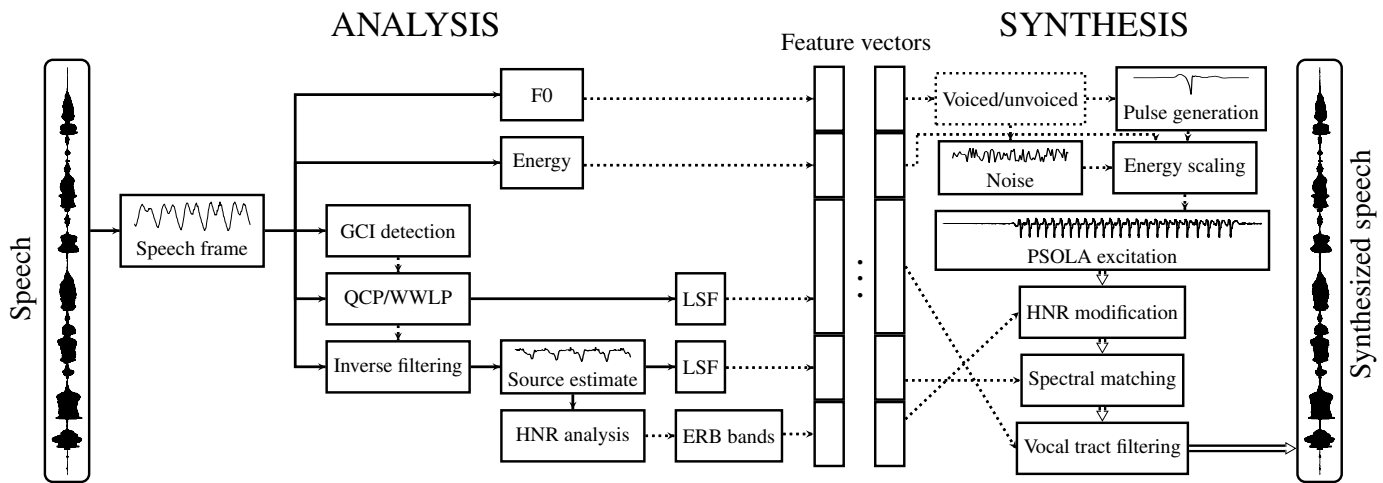 ANALYSIS
SYNTHESIS
Feature vectors
Speech
Speech frame
F0
Energy
GCI detection
QCP/WWLP
LSF
Inverse filtering
Source estimate
LSF
HNR analysis
ERB bands
Voiced/unvoiced
Pulse generation
Noise
Energy scaling
PSOLA excitation
HNR modification
Spectral matching
Vocal tract filtering
Synthesized speech